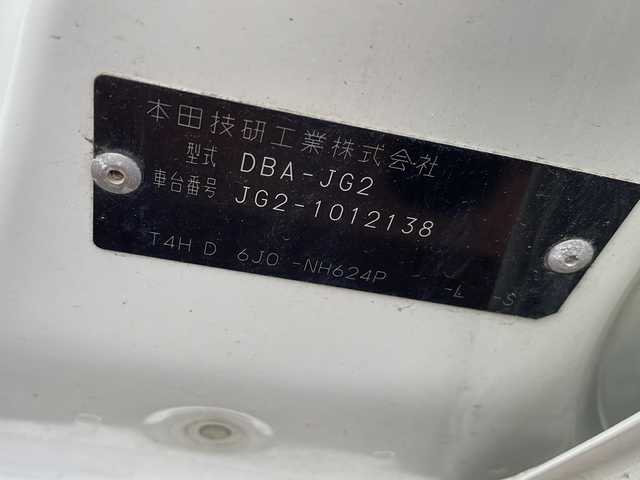 本田技研工業株式会社
型式 DBA-JG2
車台番号 JG2-1012138
T4H D 6J0 -NH624P -L -S